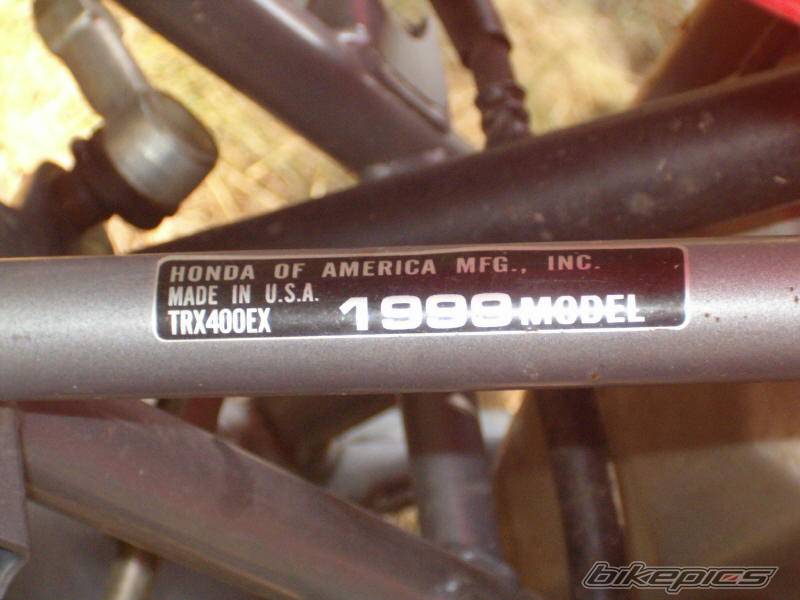 HONDA OF AMERICA MFG., INC.
MADE IN U.S.A.
TRX400EX 1999 MODEL
bikepics